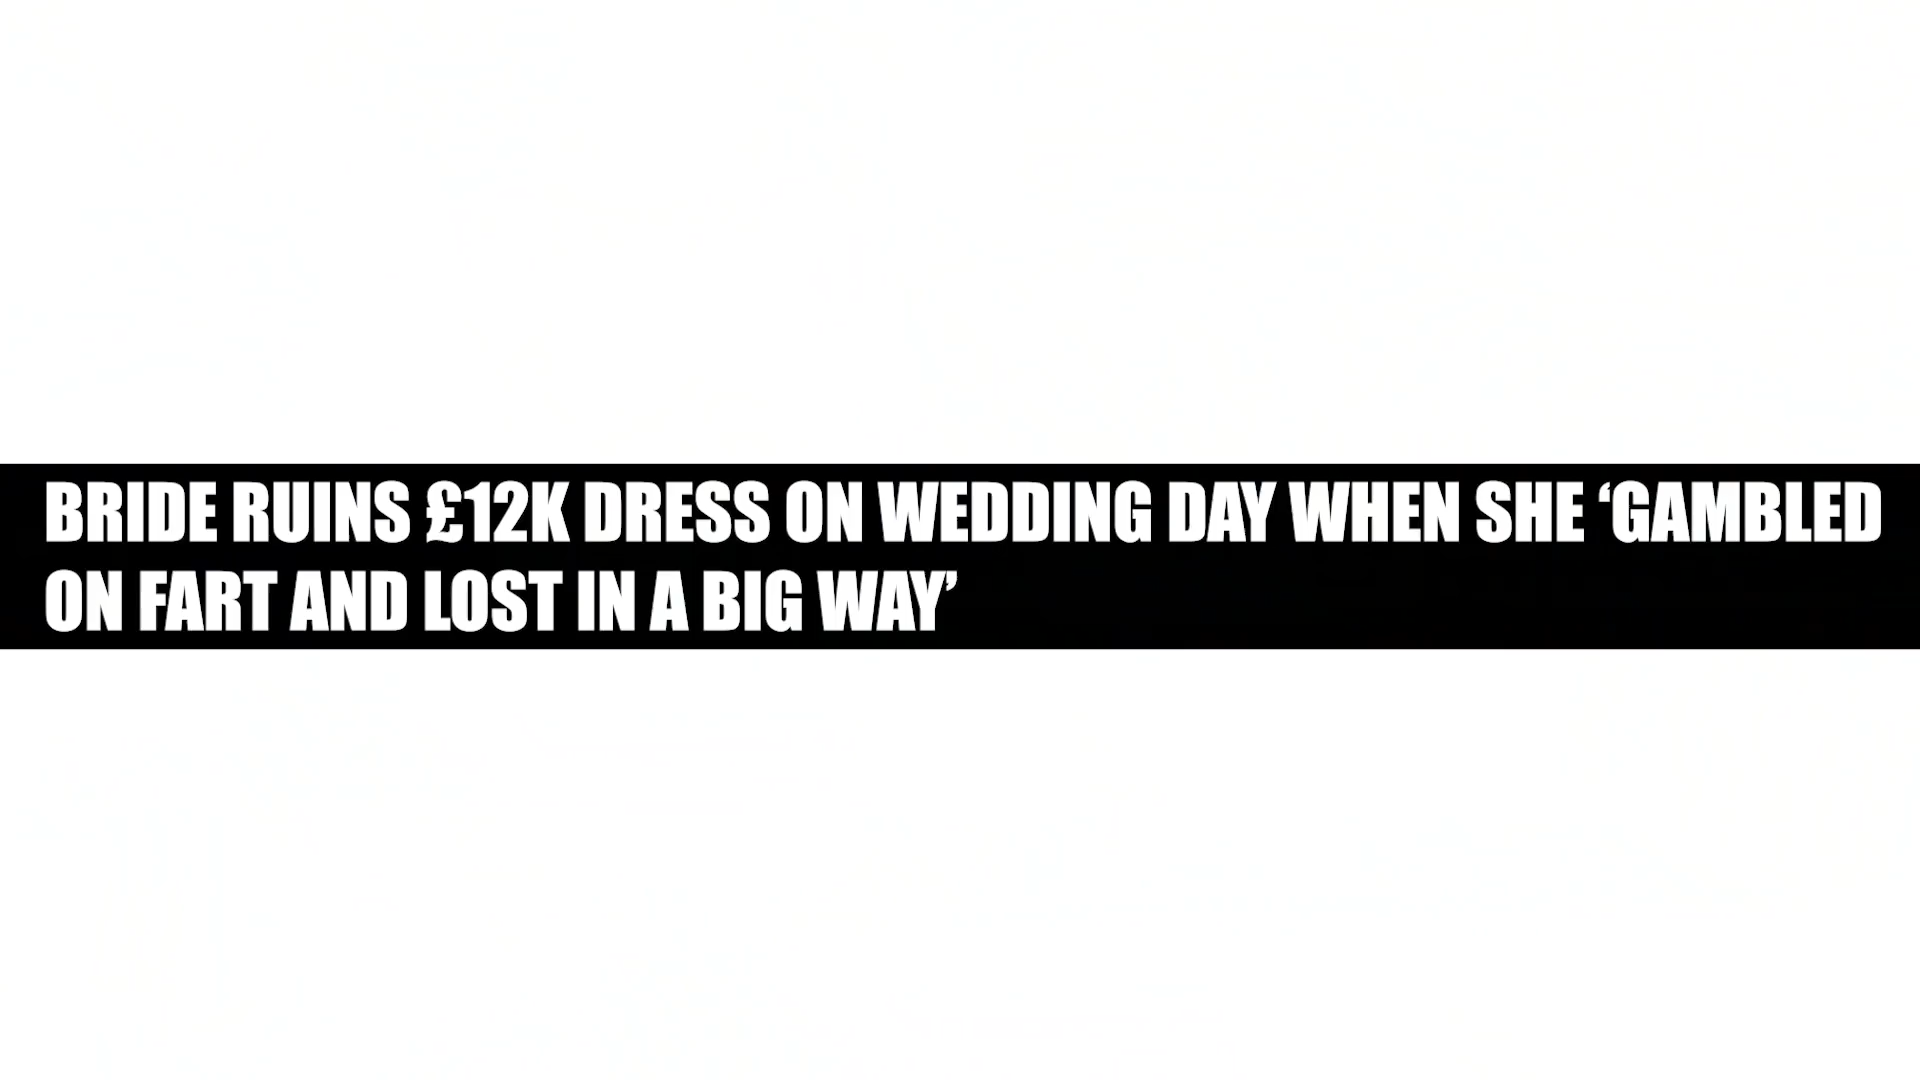 BRIDE RUINS £12K DRESS ON WEDDING DAY WHEN SHE ‘GAMBLED
ON FART AND LOST IN A BIG WAY’